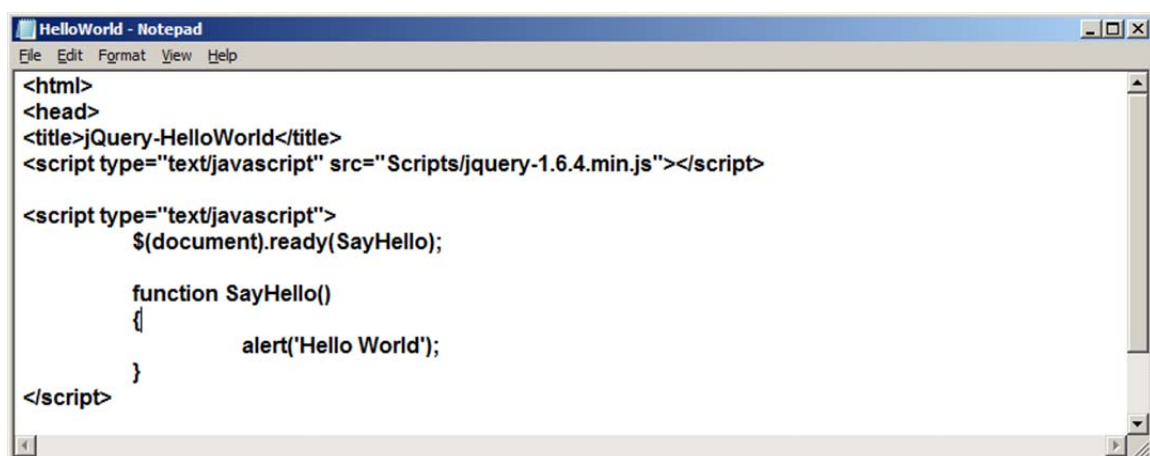 HelloWorld - Notepad
File Edit Format View Help
<html>
<head>
<title>jQuery-HelloWorld</title>
<script type="text/javascript" src="Scripts/jquery-1.6.4.min.js"></script>
<script type="text/javascript">
$(document).ready(SayHello);
function SayHello()
{
alert('Hello World');
}
</script>